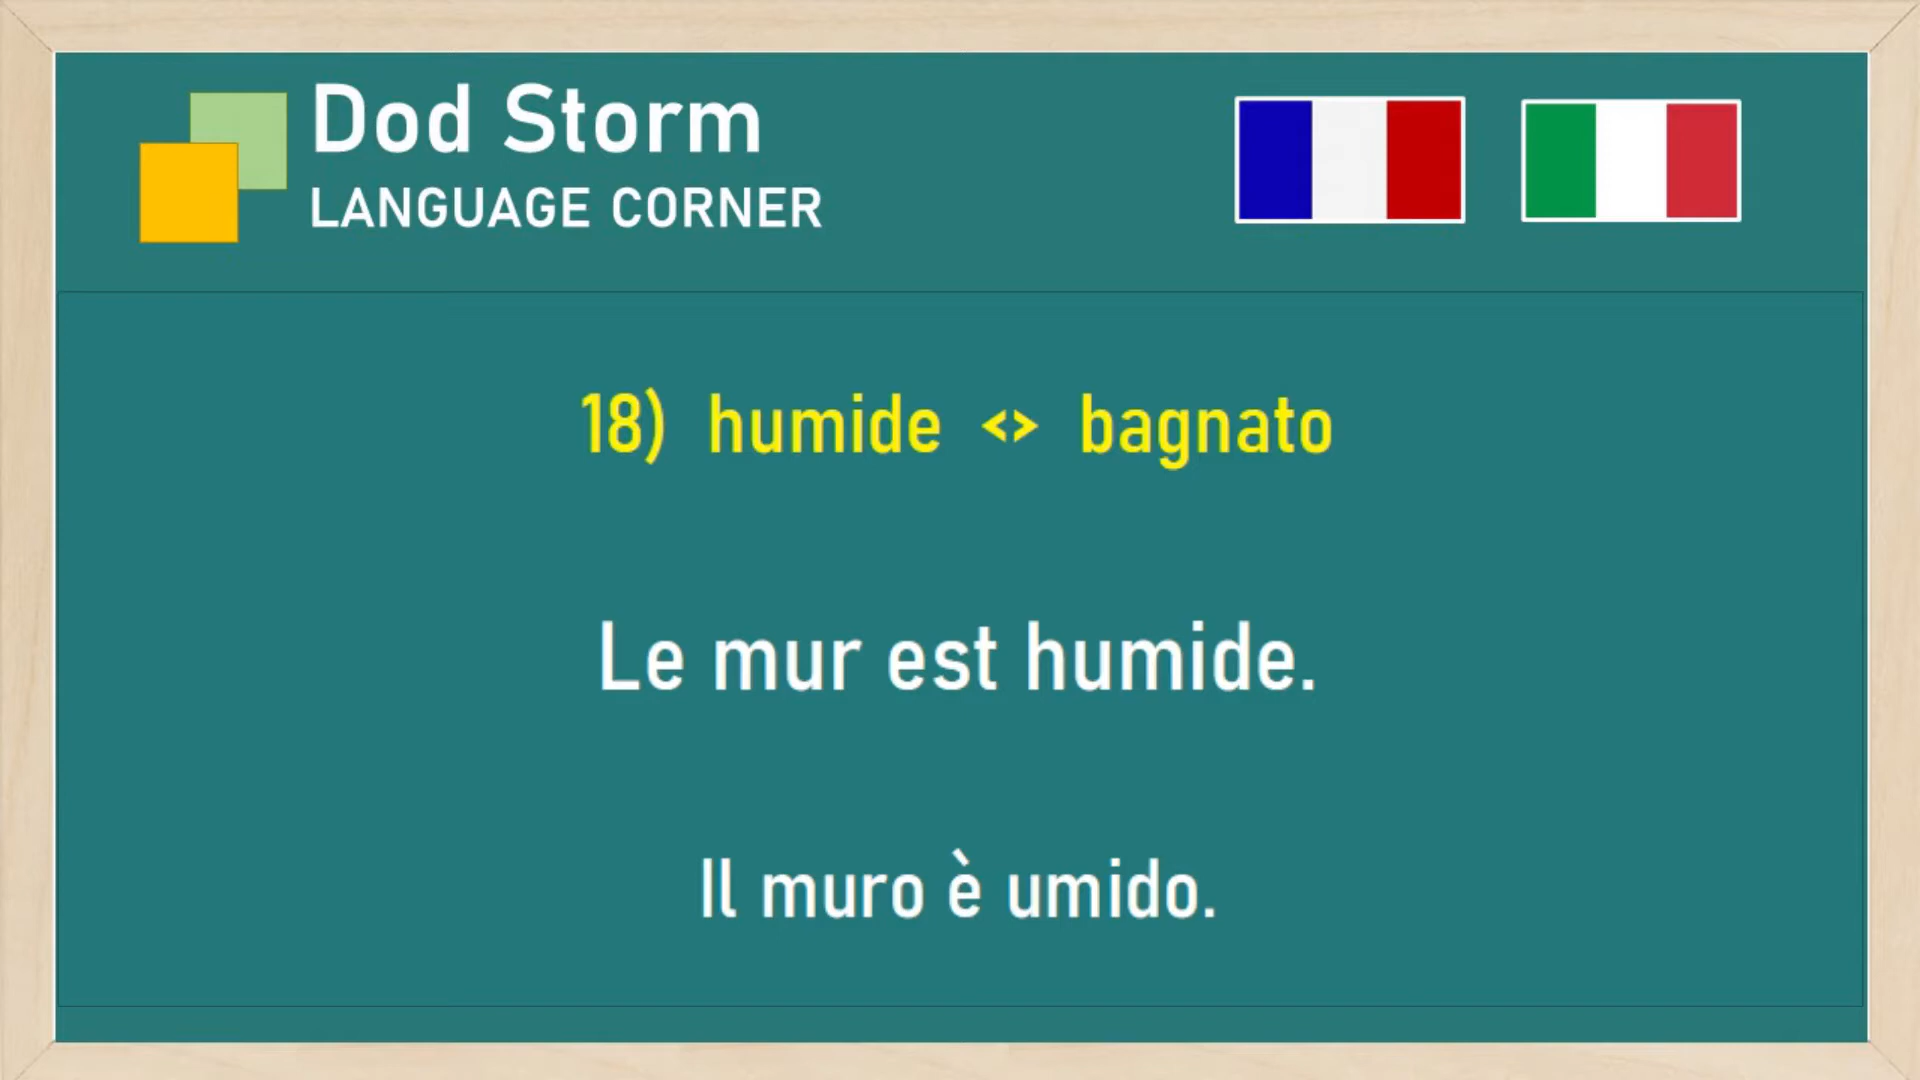 Dod Storm
LANGUAGE CORNER
18) humide <> bagnato
Le mur est humide.
Il muro è umido.